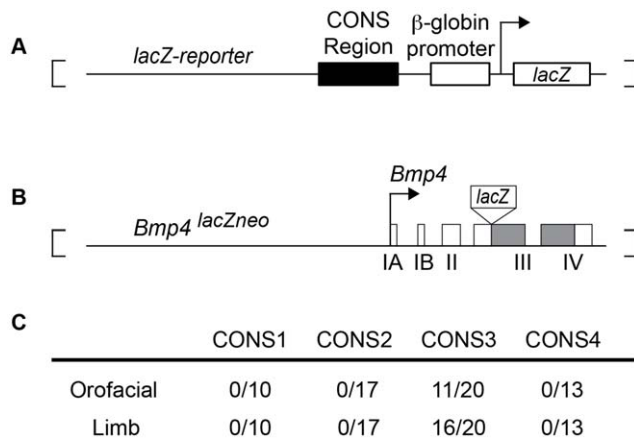 A
lacZ-reporter
CONS Region
β-globin promoter
lacZ
B
Bmp4 lacZneo
Bmp4
lacZ
IA IB II III IV
C
CONS1 CONS2 CONS3 CONS4
Orofacial 0/10 0/17 11/20 0/13
Limb 0/10 0/17 16/20 0/13